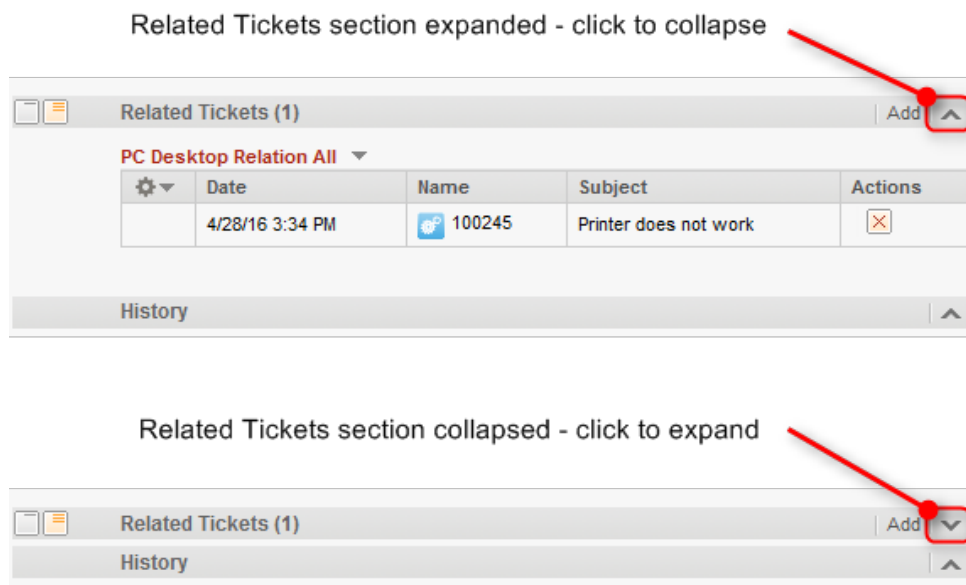 Related Tickets section expanded - click to collapse
Related Tickets (1) Add
PC Desktop Relation All
Date Name Subject Actions
4/28/16 3:34 PM 100245 Printer does not work
History
Related Tickets section collapsed - click to expand
Related Tickets (1) Add
History